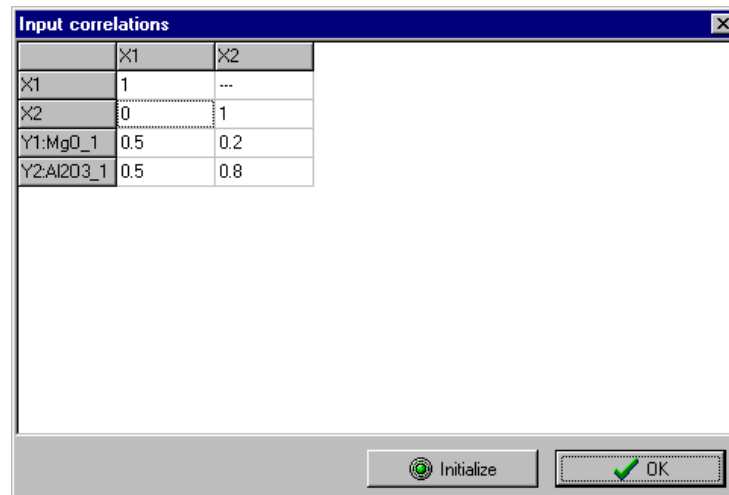 Input correlations
X1 X2
X1 1 ---
X2 0 1
Y1:MgO_1 0.5 0.2
Y2:Al2O3_1 0.5 0.8
Initialize OK